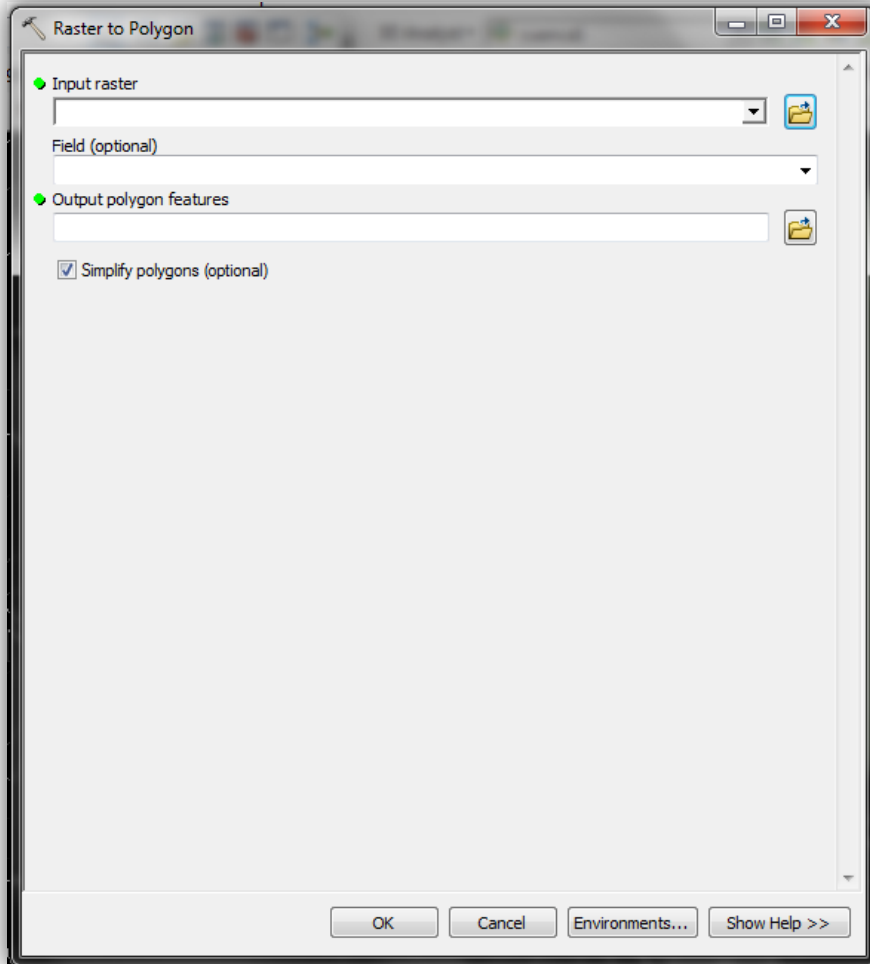 Raster to Polygon
Input raster
Field (optional)
Output polygon features
Simplify polygons (optional)
OK Cancel Environments... Show Help >>